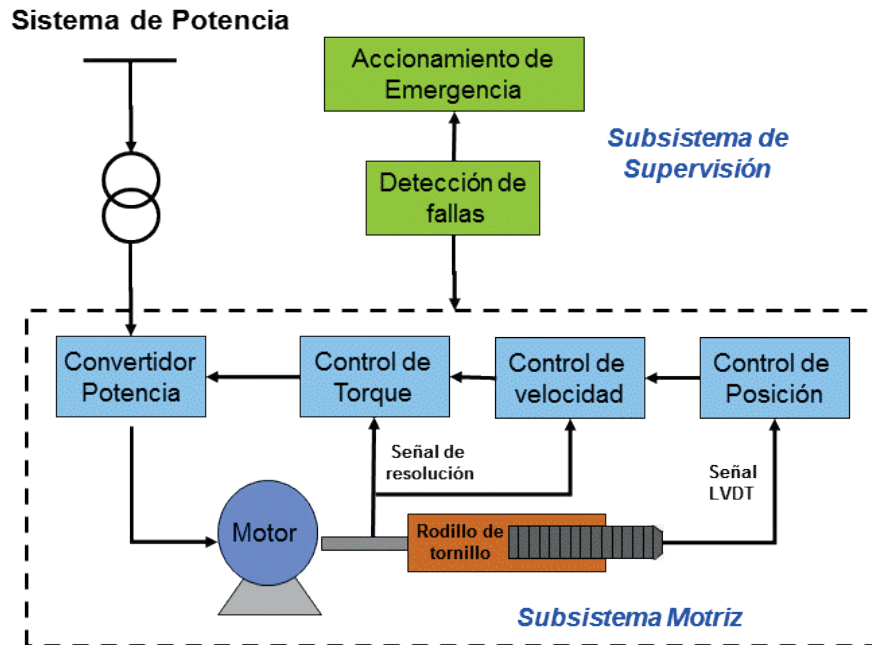 Sistema de Potencia
Accionamiento de
Emergencia
Subsistema de
Supervisión
Detección de
fallas
Convertidor
Potencia
Control de
Torque
Control de
velocidad
Control de
Posición
Señal de
resolución
Señal
LVDT
Motor
Rodillo de
tornillo
Subsistema Motriz